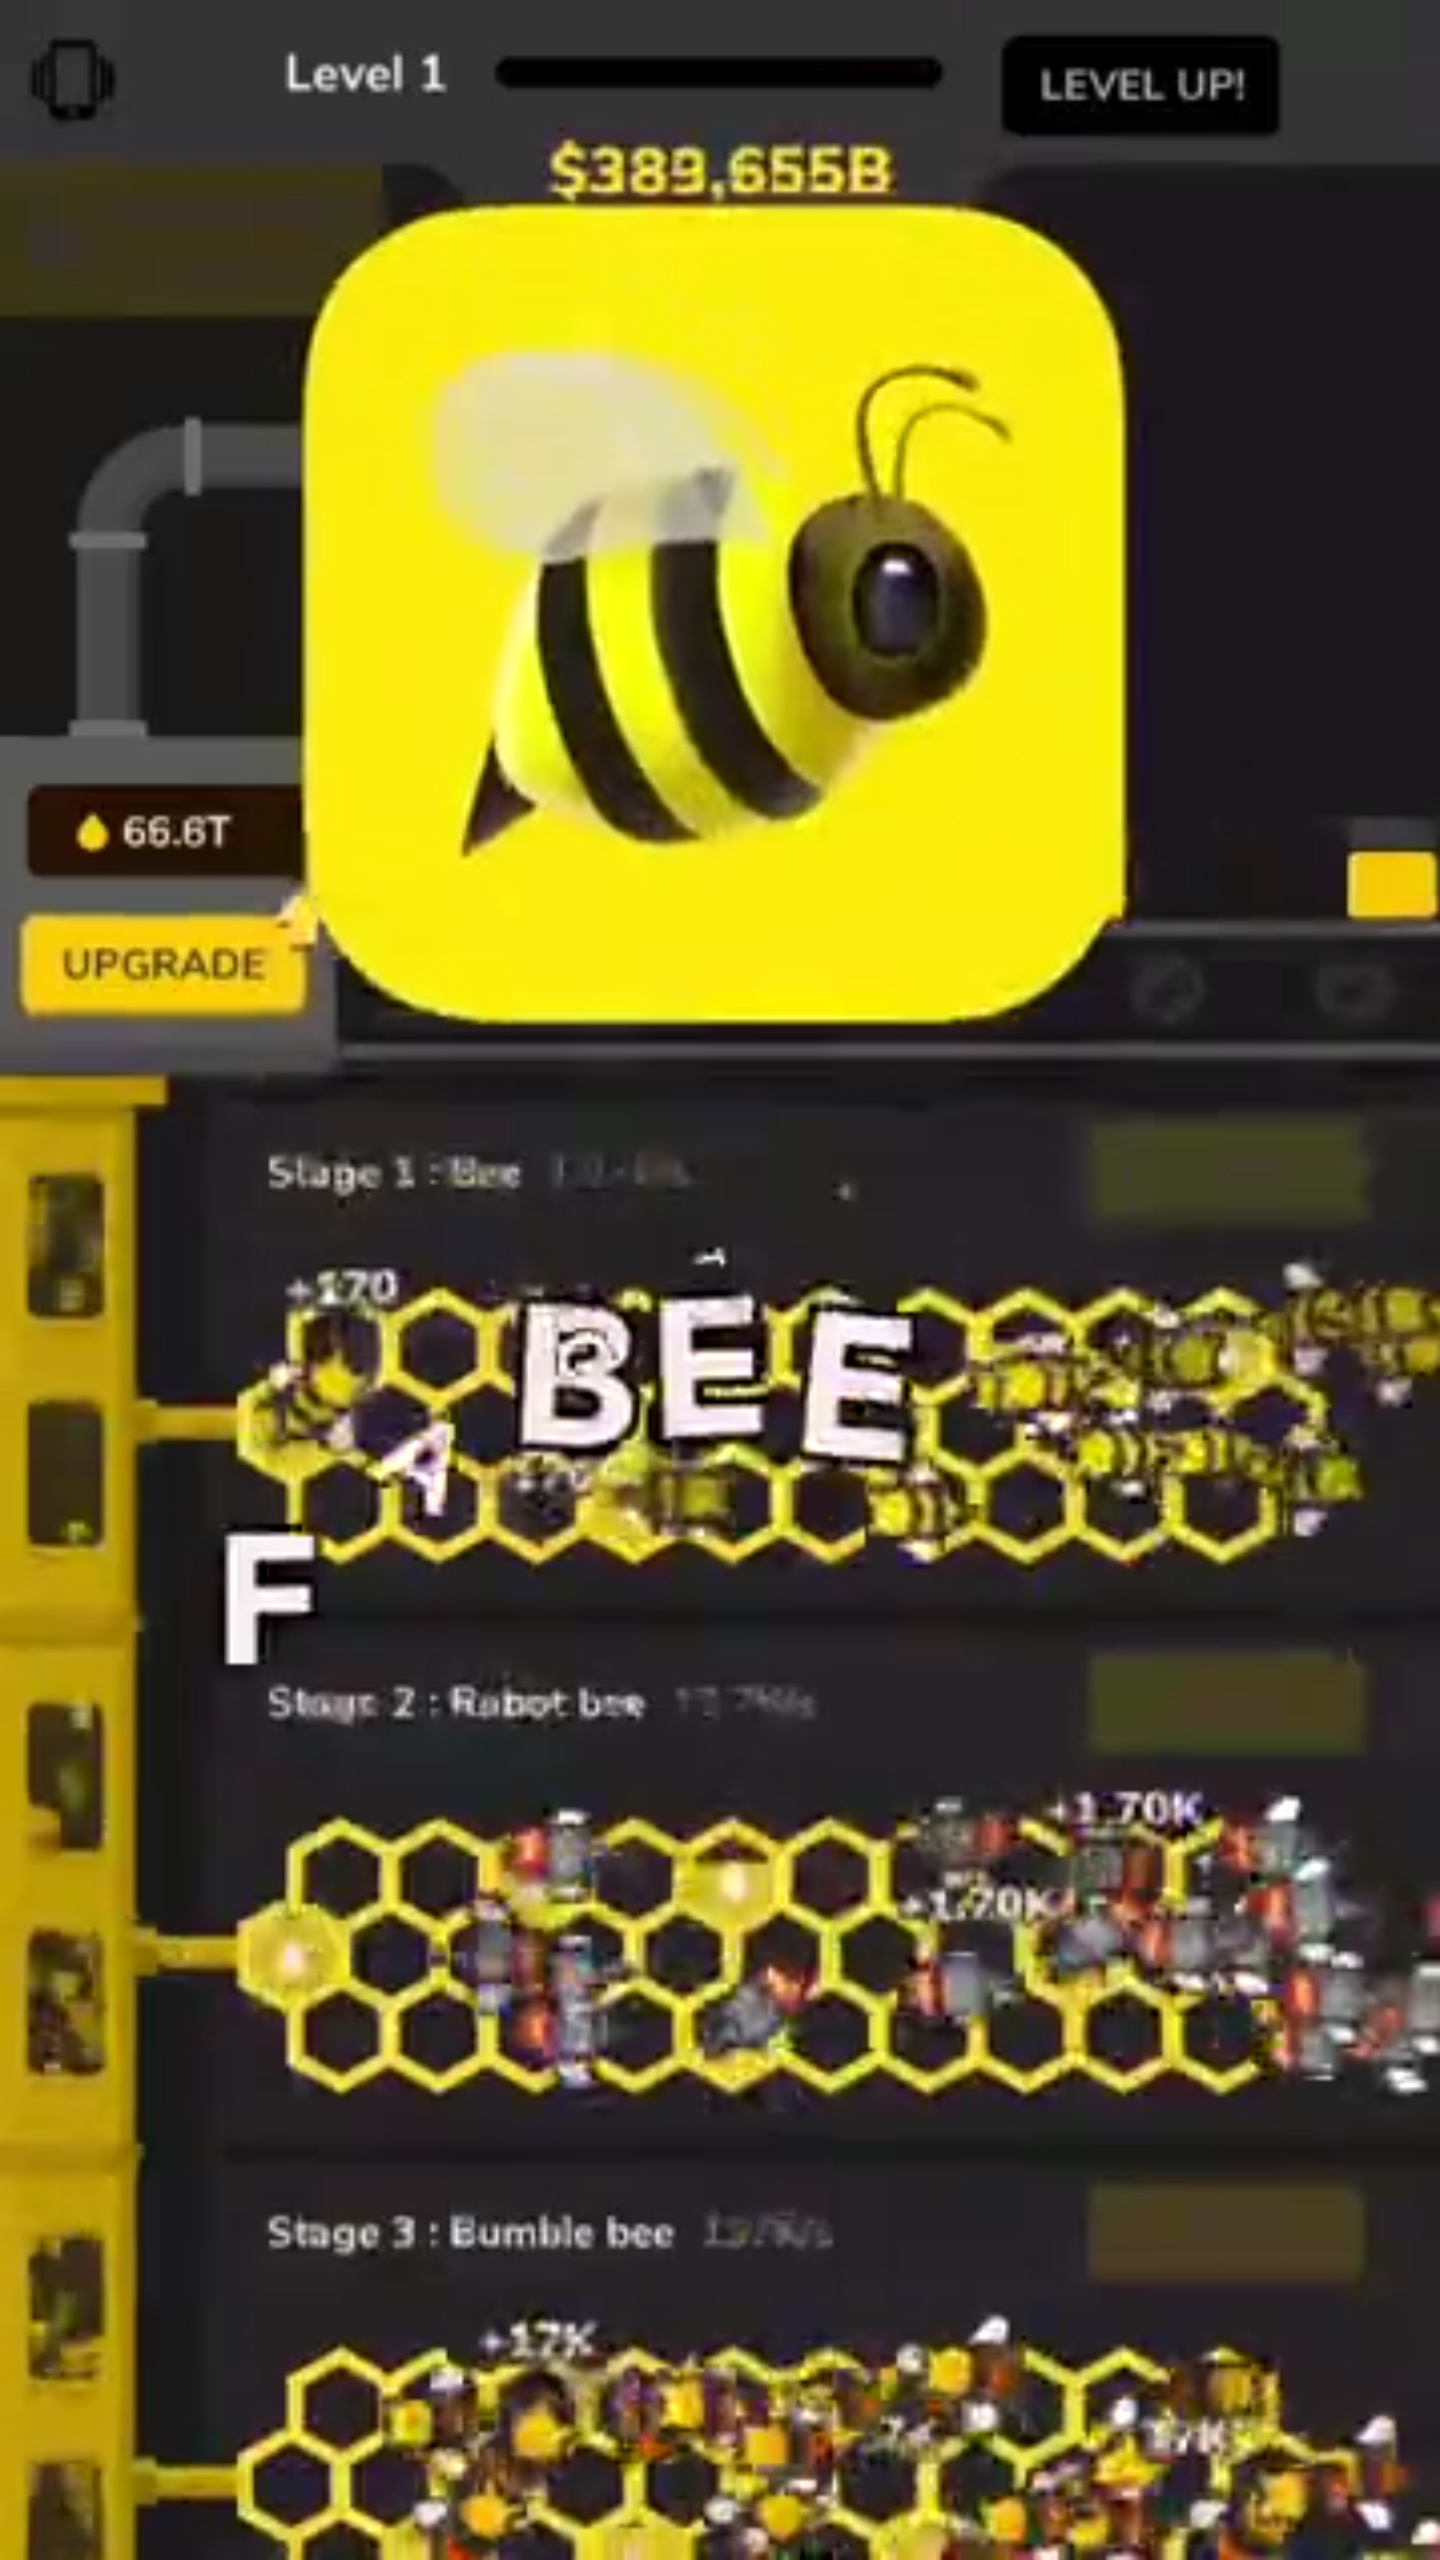 Level 1
LEVEL UP!
$389,655B
66.6T
UPGRADE
Stage 1 : Bee
+170
BEE
A
F
Stage 2 : Robot bee
+1.70K
+1.70K
Stage 3 : Bumble bee
+17K
17K